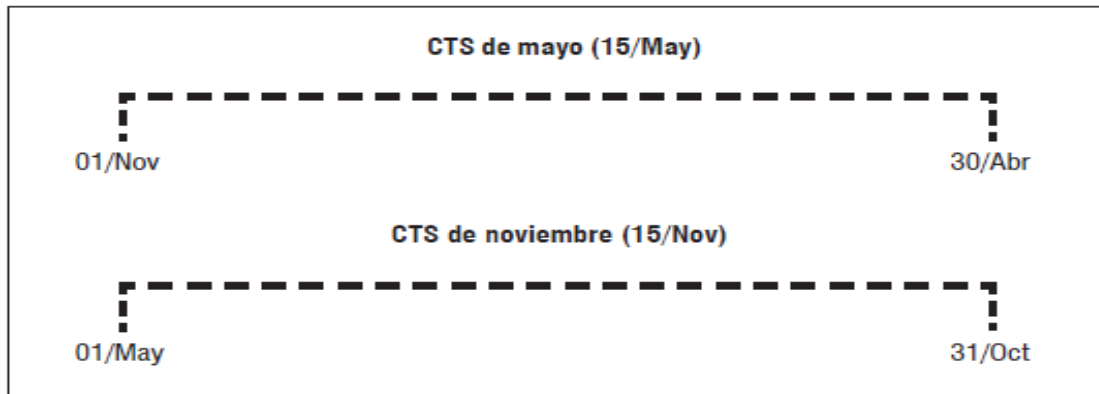 CTS de mayo (15/May)
01/Nov 30/Abr
CTS de noviembre (15/Nov)
01/May 31/Oct